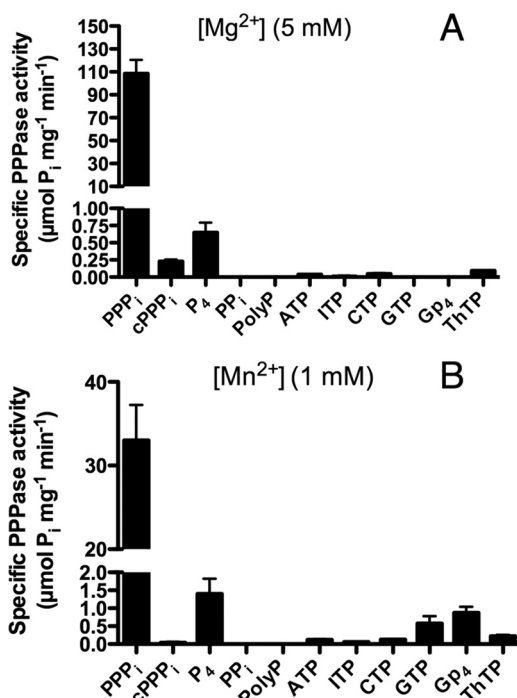 [Mg²⁺] (5 mM)
A
Specific PPPase activity
(µmol Pᵢ mg⁻¹ min⁻¹)
150
130
110
90
70
50
30
10
1.00
0.75
0.50
0.25
0.00
PPPᵢ
cPPPᵢ
P₄
PPᵢ
PolyP
ATP
ITP
CTP
GTP
Gp₄
ThTP
[Mn²⁺] (1 mM)
B
Specific PPPase activity
(µmol Pᵢ mg⁻¹ min⁻¹)
40
30
20
2.0
1.5
1.0
0.5
0.0
PPPᵢ
cPPPᵢ
P₄
PPᵢ
PolyP
ATP
ITP
CTP
GTP
Gp₄
ThTP